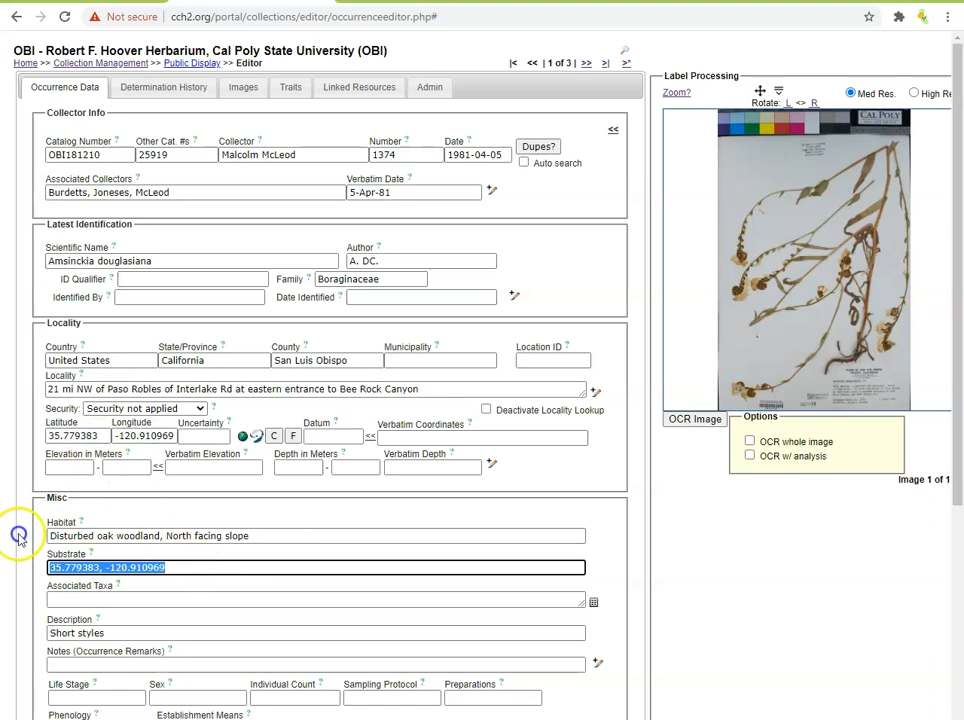 Not secure | cch2.org/portal/collections/editor/occurrenceeditor.php#
OBI - Robert F. Hoover Herbarium, Cal Poly State University (OBI)
Home >> Collection Management >> Public Display >> Editor
|< << | 1 of 3 | >> >| >*
Occurrence Data Determination History Images Traits Linked Resources Admin
Collector Info
<<
Catalog Number ? Other Cat. #s ? Collector ? Number ? Date ?
OBI181210 25919 Malcolm McLeod 1374 1981-04-05 Dupes?
Auto search
Associated Collectors ? Verbatim Date ?
Burdetts, Joneses, McLeod 5-Apr-81
Latest Identification
Scientific Name ? Author ?
Amsinckia douglasiana A. DC.
ID Qualifier ? Family ? Boraginaceae
Identified By ? Date Identified ?
Locality
Country ? State/Province ? County ? Municipality ? Location ID ?
United States California San Luis Obispo
Locality ?
21 mi NW of Paso Robles of Interlake Rd at eastern entrance to Bee Rock Canyon
Security: Security not applied ? Deactivate Locality Lookup
Latitude ? Longitude ? Uncertainty ? Datum ? Verbatim Coordinates ?
35.779383 -120.910969 C F <<
Elevation in Meters ? Verbatim Elevation ? Depth in Meters ? Verbatim Depth ?
- << -
Misc
Habitat ?
Disturbed oak woodland, North facing slope
Substrate ?
35.779383, -120.910969
Associated Taxa ?
Description ?
Short styles
Notes (Occurrence Remarks) ?
Life Stage ? Sex ? Individual Count ? Sampling Protocol ? Preparations ?
Phenology ? Establishment Means ?
Label Processing
Zoom? Med Res. High Re
Rotate: L <> R
CAL POLY
OCR Image
Options
OCR whole image
OCR w/ analysis
Image 1 of 1